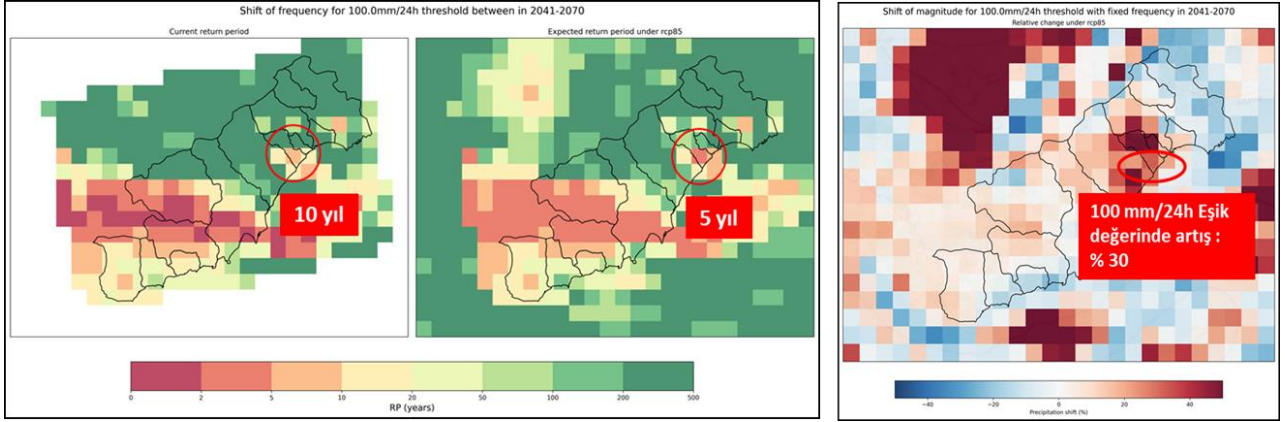 Shift of frequency for 100.0mm/24h threshold between in 2041-2070
Current return period
Expected return period under rcp85
10 yıl
5 yıl
0 2 5 10 20 50 100 200 500
RP (years)
Shift of magnitude for 100.0mm/24h threshold with fixed frequency in 2041-2070
Relative change under rcp85
100 mm/24h Eşik
değerinde artış :
% 30
−40 −20 0 20 40
Precipitation shift (%)